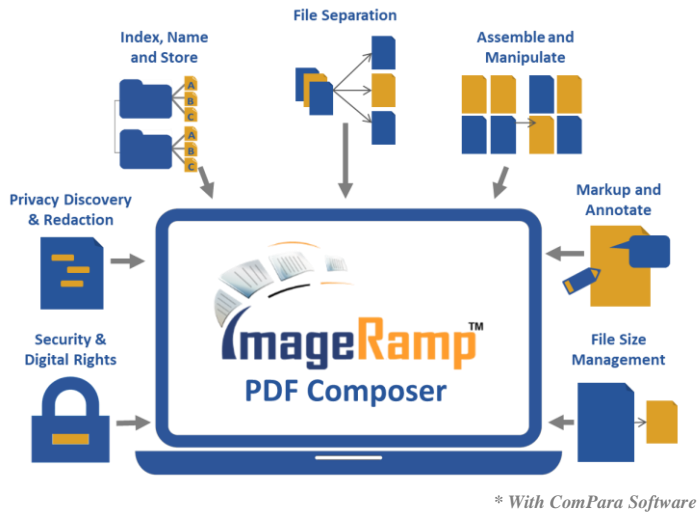 File Separation
Index, Name
and Store
Assemble and
Manipulate
A
B
C
A
B
C
Privacy Discovery
& Redaction
Markup and
Annotate
ImageRamp™
PDF Composer
Security &
Digital Rights
File Size
Management
* With ComPara Software